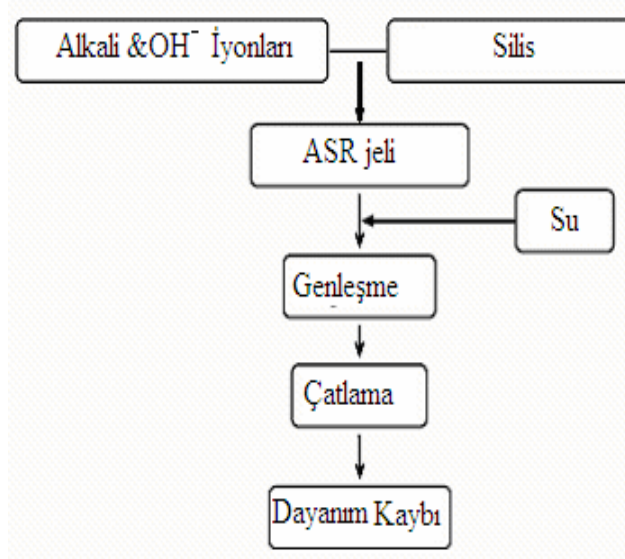 Alkali &OH⁻ İyonları
Silis
ASR jeli
Su
Genleşme
Çatlama
Dayanım Kaybı